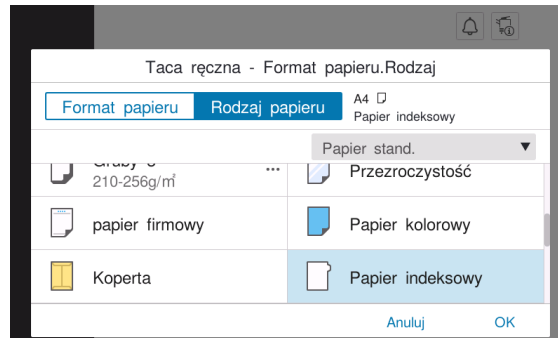 Taca ręczna - Format papieru.Rodzaj
Format papieru
Rodzaj papieru
A4
Papier indeksowy
Papier stand.
210-256g/㎡
Przezroczystość
papier firmowy
Papier kolorowy
Koperta
Papier indeksowy
Anuluj
OK